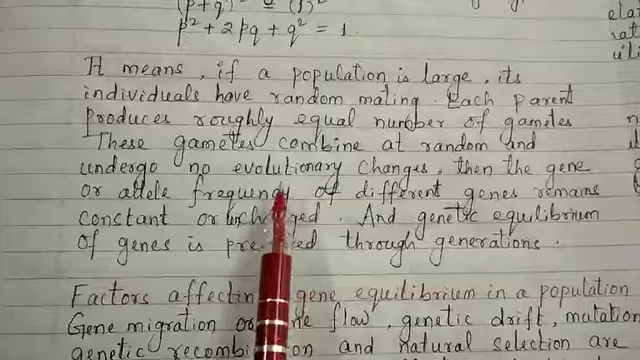 (p+q)² = (1)²
p² + 2pq + q² = 1.
It means, if a population is large, its
individuals have random mating. Each parent
produces roughly equal number of gametes
These gametes combine at random and
undergo no evolutionary changes, then the gene
or allele frequency of different genes remains
constant or unchanged. And genetic equilibrium
of genes is through generations.
Factors affecting gene equilibrium in a population
Gene migration or flow, genetic drift, mutation
genetic and natural selection are